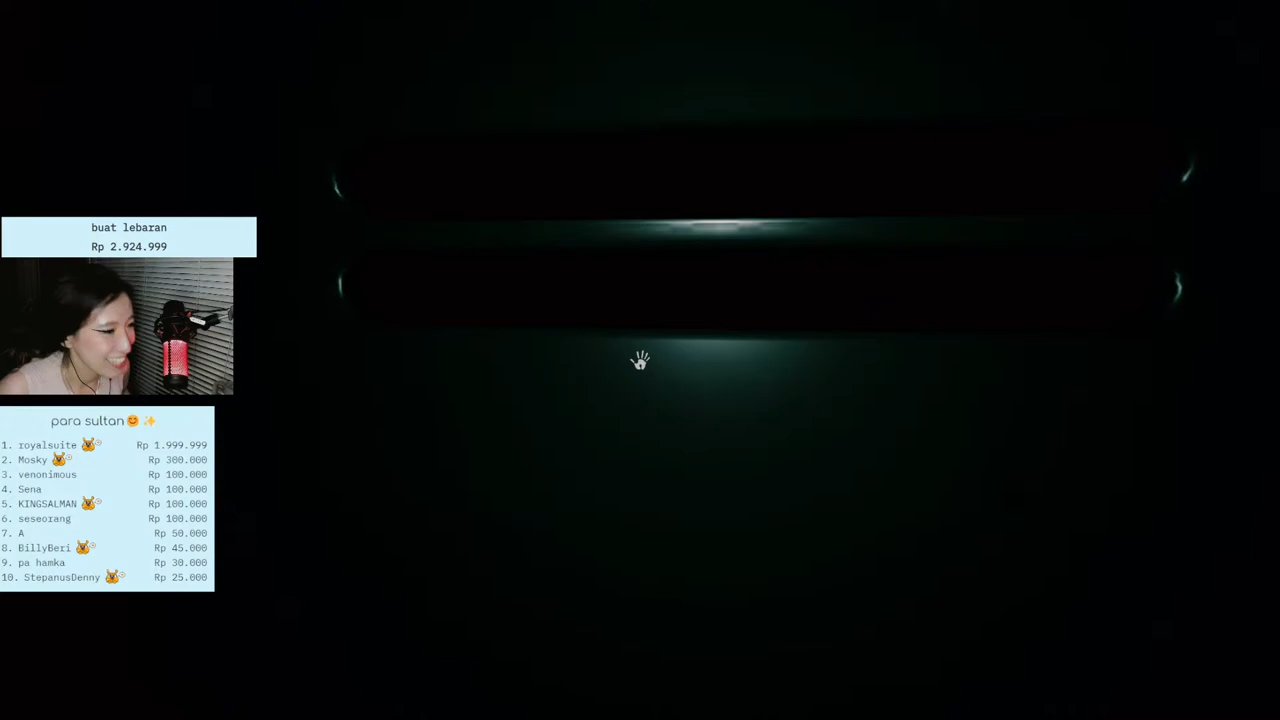 buat lebaran
Rp 2.924.999
para sultan😊✨
1. royalsuite Rp 1.999.999
2. Mosky Rp 300.000
3. venonimous Rp 100.000
4. Sena Rp 100.000
5. KINGSALMAN Rp 100.000
6. seseorang Rp 100.000
7. A Rp 50.000
8. BillyBeri Rp 45.000
9. pa hamka Rp 30.000
10. StepanusDenny Rp 25.000